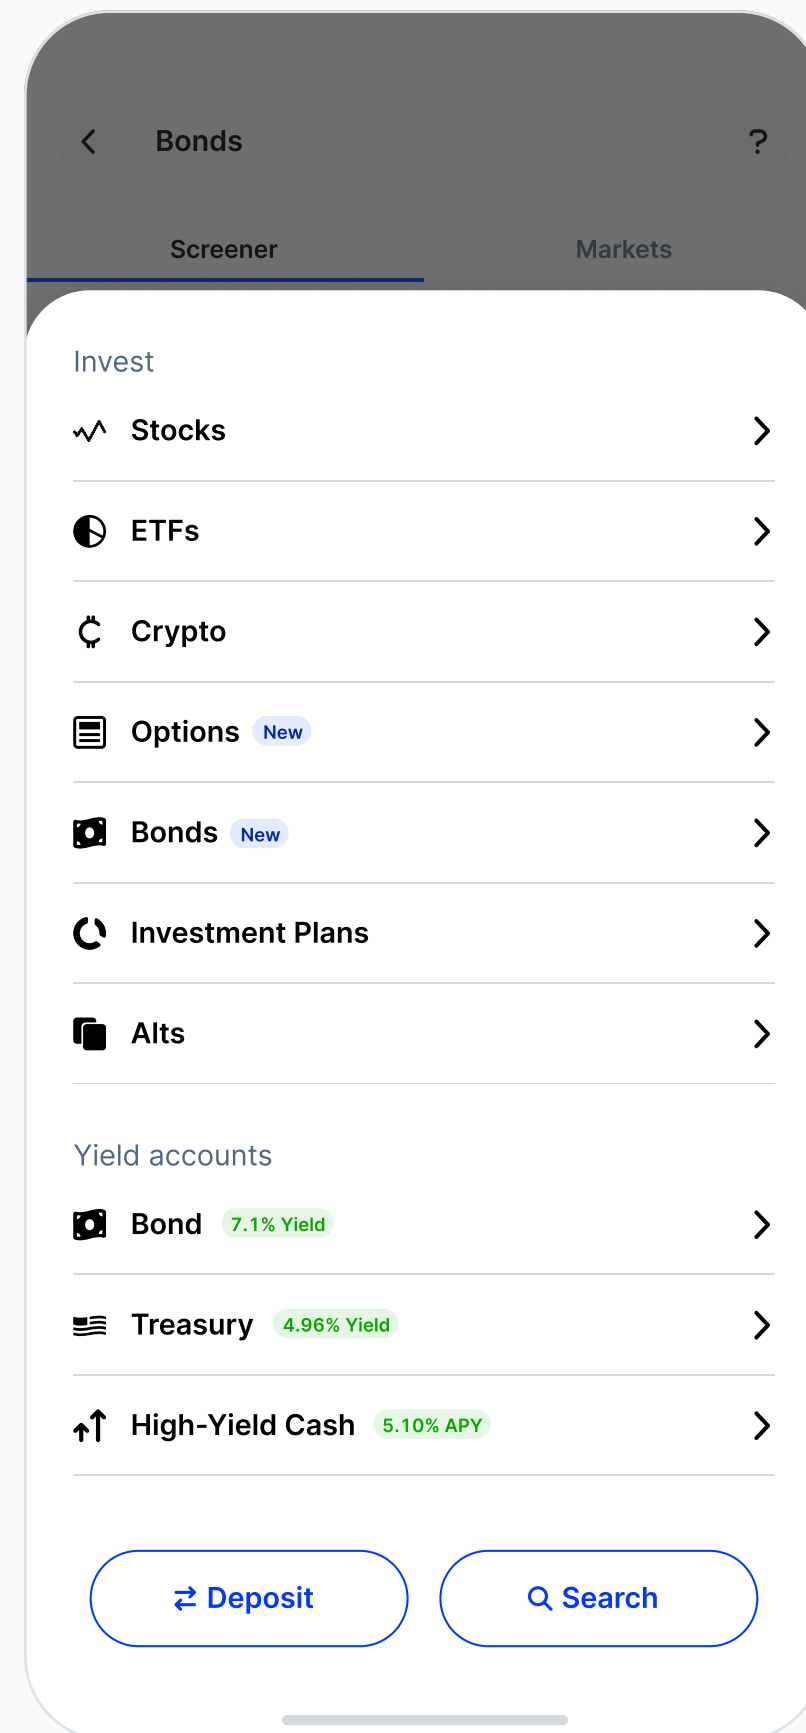 Bonds
?
Screener
Markets
Invest
Stocks
ETFs
Crypto
Options New
Bonds New
Investment Plans
Alts
Yield accounts
Bond 7.1% Yield
Treasury 4.96% Yield
High-Yield Cash 5.10% APY
Deposit
Search